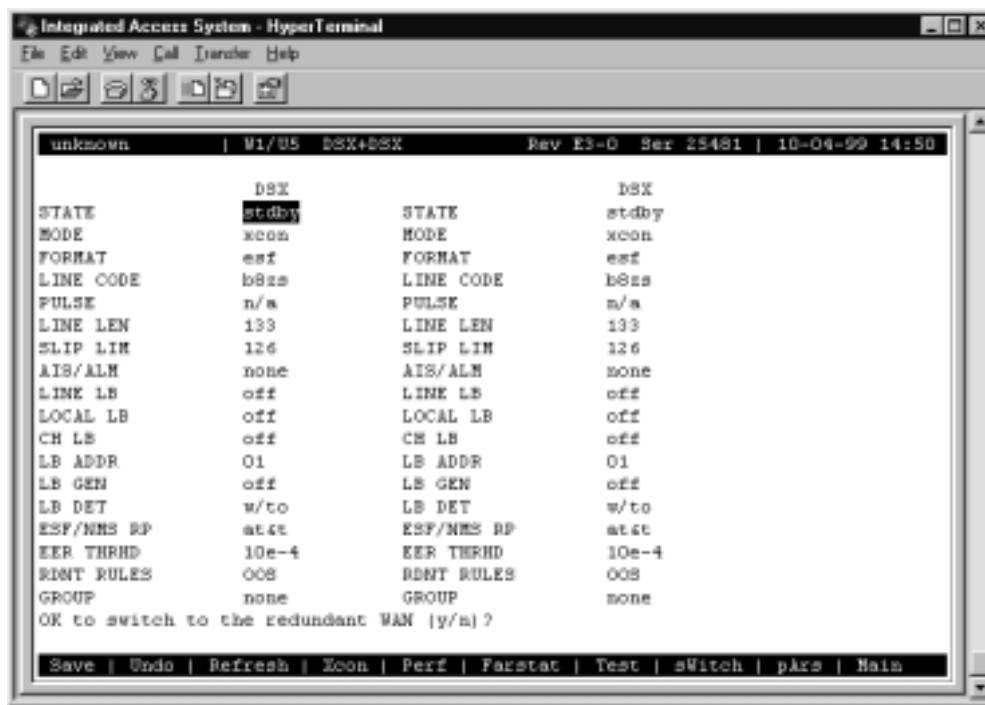 Integrated Access System - HyperTerminal
File Edit View Call Transfer Help
unknown | W1/U5 DSX+DSX Rev E3-0 Ser 25481 | 10-04-99 14:50
DSX DSX
STATE stdby STATE stdby
MODE xcon MODE xcon
FORMAT esf FORMAT esf
LINE CODE b8zs LINE CODE b8zs
PULSE n/a PULSE n/a
LINE LEN 133 LINE LEN 133
SLIP LIM 126 SLIP LIM 126
AIS/ALM none AIS/ALM none
LINE LB off LINE LB off
LOCAL LB off LOCAL LB off
CH LB off CH LB off
LB ADDR 01 LB ADDR 01
LB GEN off LB GEN off
LB DET w/to LB DET w/to
ESF/NMS RP at&t ESF/NMS RP at&t
EER THRHD 10e-4 EER THRHD 10e-4
RDNT RULES OOS RDNT RULES OOS
GROUP none GROUP none
OK to switch to the redundant WAN (y/n)?
Save | Undo | Refresh | Xcon | Perf | Farstat | Test | sWitch | pArs | Main